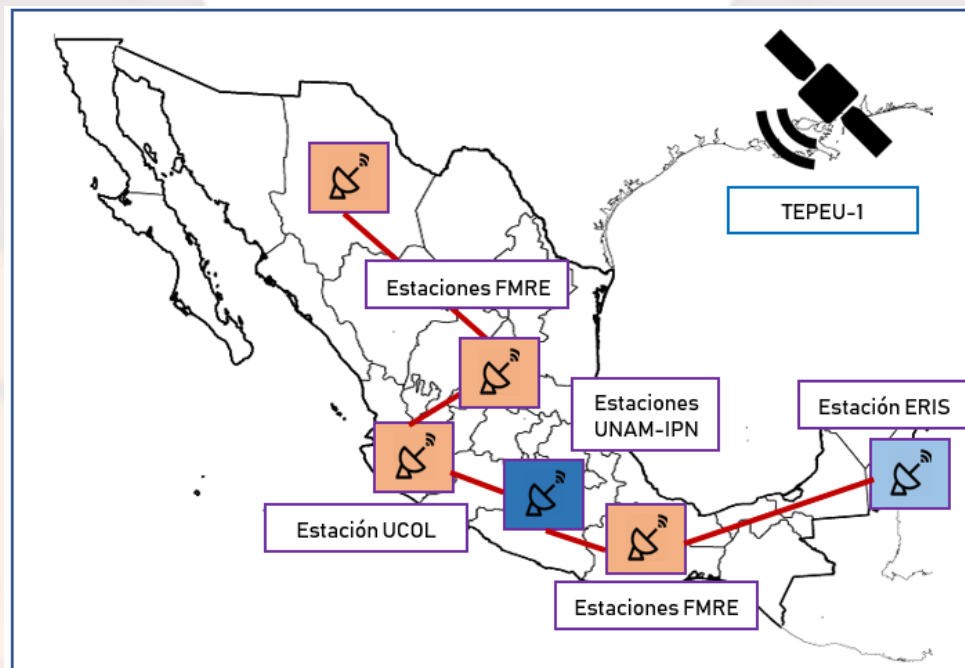 TEPEU-1
Estaciones FMRE
Estaciones
UNAM-IPN
Estación ERIS
Estación UCOL
Estaciones FMRE